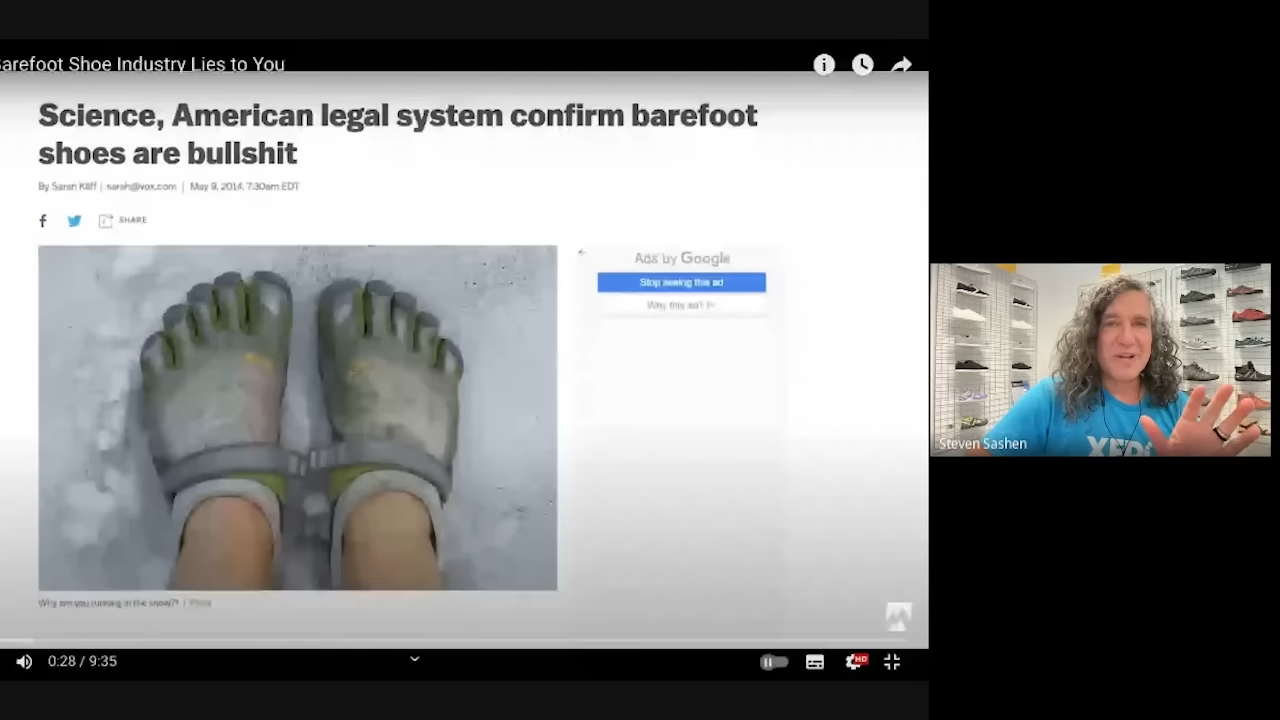 arefoot Shoe Industry Lies to You
Science, American legal system confirm barefoot
shoes are bullshit
By Sarah Kliff | sarah@vox.com | May 9, 2014, 7:30am EDT
SHARE
Ads by Google
Stop seeing this ad
Why this ad?
Why are you running in the snow?!
Steven Sashen
0:28 / 9:35
HD